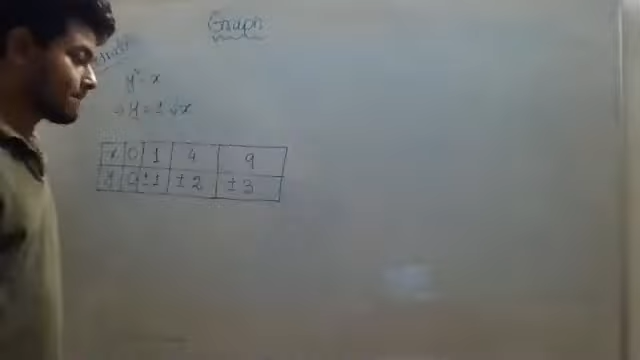 Graph
y² = x
⇒ y = ±√x
x 0 1 4 9
y 0 ±1 ±2 ±3